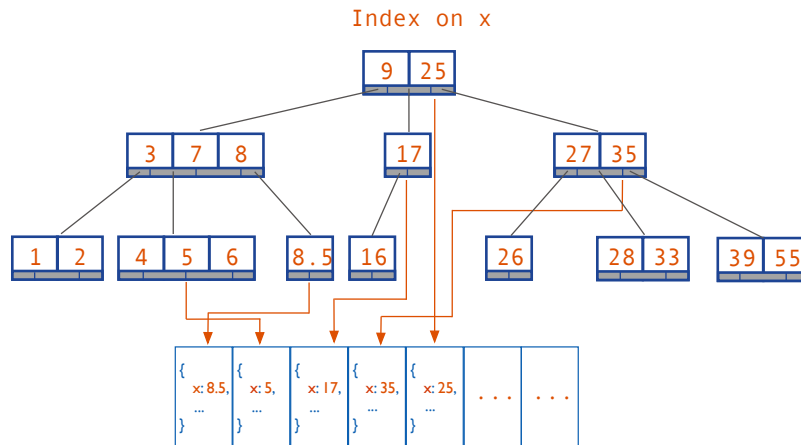 Index on x
9 25
3 7 8
17
27 35
1 2
4 5 6
8.5
16
26
28 33
39 55
{ { { { {
x: 8.5, x: 5, x: 17, x: 35, x: 25, ... ...
... ... ... ... ...
} } } } }